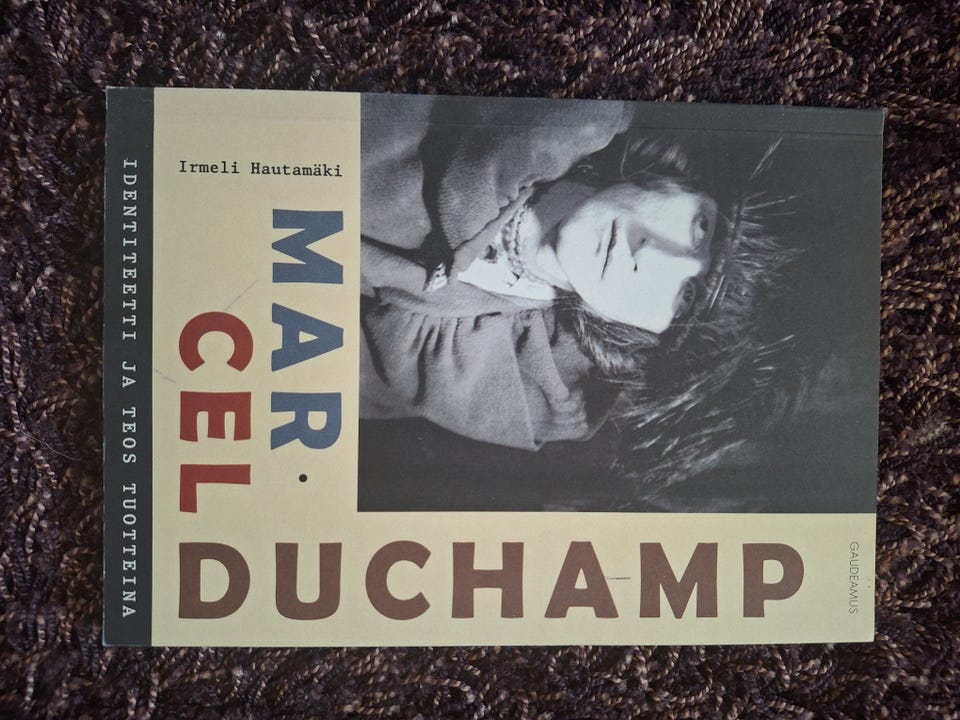 Irmeli Hautamäki
MAR.
CEL
DUCHAMP
IDENTITEETTI JA TEOS TUOTTEINA
GAUDEAMUS